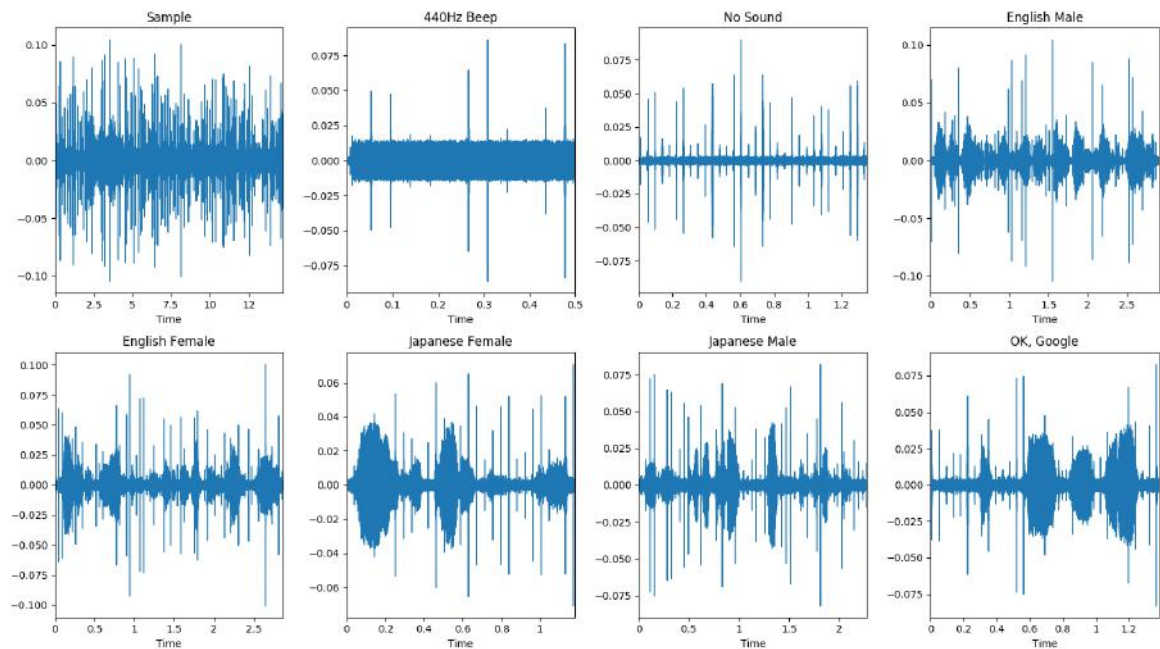 Sample
0.10
0.05
0.00
−0.05
−0.10
0 2.5 5 7.5 10 12
Time
440Hz Beep
0.075
0.050
0.025
0.000
−0.025
−0.050
−0.075
0 0.1 0.2 0.3 0.4 0.5
Time
No Sound
0.075
0.050
0.025
0.000
−0.025
−0.050
−0.075
0 0.2 0.4 0.6 0.8 1 1.2
Time
English Male
0.10
0.05
0.00
−0.05
−0.10
0 0.5 1 1.5 2 2.5
Time
English Female
0.100
0.075
0.050
0.025
0.000
−0.025
−0.050
−0.075
−0.100
0 0.5 1 1.5 2 2.5
Time
Japanese Female
0.06
0.04
0.02
0.00
−0.02
−0.04
−0.06
0 0.2 0.4 0.6 0.8 1
Time
Japanese Male
0.075
0.050
0.025
0.000
−0.025
−0.050
−0.075
0 0.5 1 1.5 2
Time
OK, Google
0.075
0.050
0.025
0.000
−0.025
−0.050
−0.075
0 0.2 0.4 0.6 0.8 1 1.2
Time